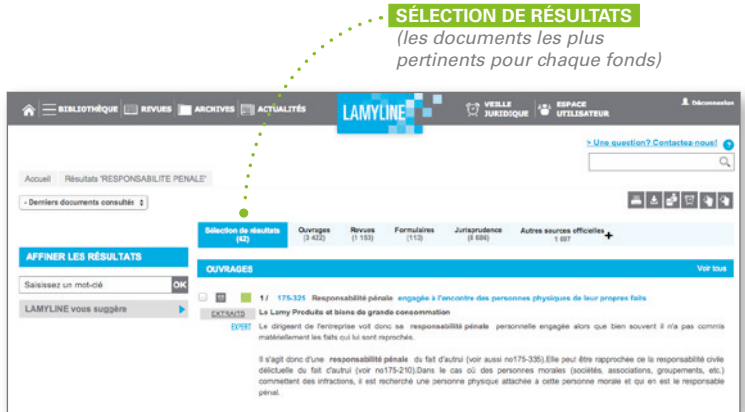 SÉLECTION DE RÉSULTATS
(les documents les plus
pertinents pour chaque fonds)
BIBLIOTHÈQUE REVUES ARCHIVES ACTUALITÉS LAMYLINE VEILLE JURIDIQUE ESPACE UTILISATEUR Déconnexion
> Une question? Contactez-nous! ?
Accueil Résultats "RESPONSABILITE PENALE"
- Derniers documents consultés
Sélection de résultats (42) Ouvrages (3 422) Revues (1 153) Formulaires (113) Jurisprudence (8 686) Autres sources officielles 1 697 +
AFFINER LES RÉSULTATS
OUVRAGES Voir tous
Saisissez un mot-clé OK
LAMYLINE vous suggère
1 / 175-325 Responsabilité pénale engagée à l'encontre des personnes physiques de leur propres faits
EXTRAITS Le Lamy Produits et biens de grande consommation
EXPERT Le dirigeant de l'entreprise voit donc sa responsabilité pénale personnelle engagée alors que bien souvent il n'a pas commis
matériellement les faits qui lui sont reprochés.
Il s'agit donc d'une responsabilité pénale du fait d'autrui (voir aussi no175-335).Elle peut être rapprochée de la responsabilité civile
délictuelle du fait d'autrui (voir no175-210).Dans le cas où des personnes morales (sociétés, associations, groupements, etc.)
commettent des infractions, il est recherché une personne physique attachée à cette personne morale et qui en est le responsable
pénal.